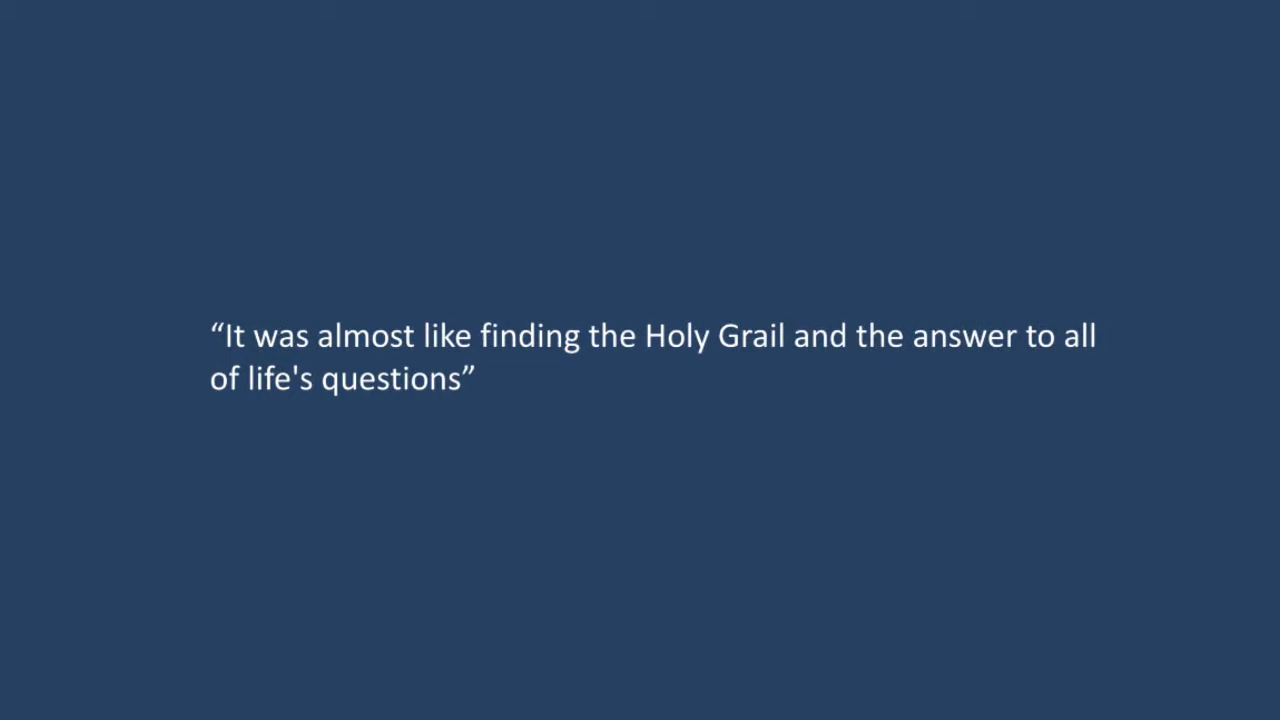 “It was almost like finding the Holy Grail and the answer to all
of life's questions”